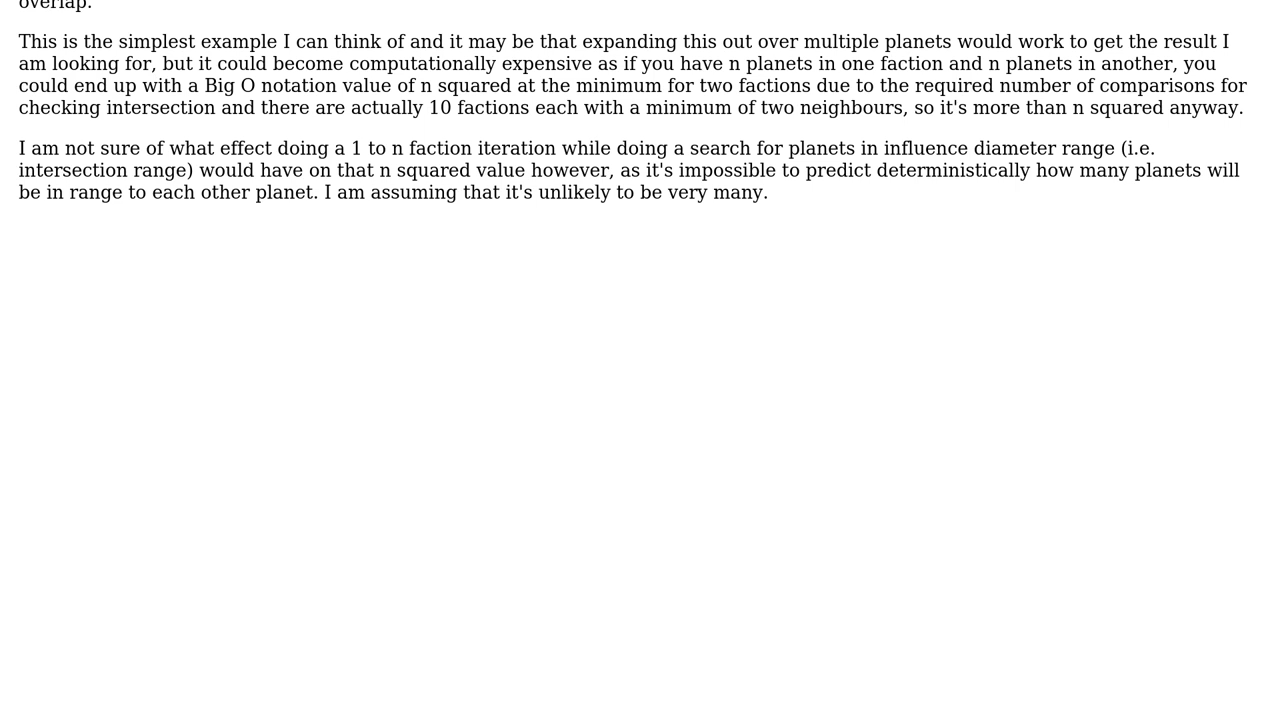 overlap.
This is the simplest example I can think of and it may be that expanding this out over multiple planets would work to get the result I
am looking for, but it could become computationally expensive as if you have n planets in one faction and n planets in another, you
could end up with a Big O notation value of n squared at the minimum for two factions due to the required number of comparisons for
checking intersection and there are actually 10 factions each with a minimum of two neighbours, so it's more than n squared anyway.
I am not sure of what effect doing a 1 to n faction iteration while doing a search for planets in influence diameter range (i.e.
intersection range) would have on that n squared value however, as it's impossible to predict deterministically how many planets will
be in range to each other planet. I am assuming that it's unlikely to be very many.